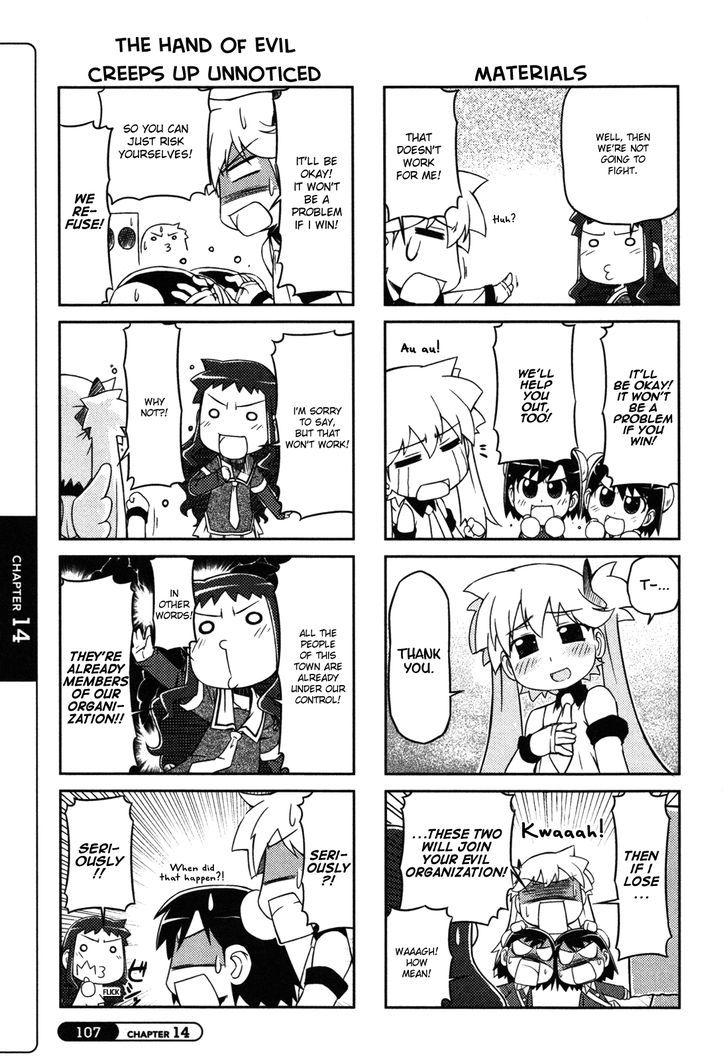 MATERIALS
WELL, THEN
WE'RE NOT
GOING TO
FIGHT.
THAT
DOESN'T
WORK
FOR ME!
Huh?
IT'LL
BE OKAY!
IT WON'T
BE A
PROBLEM
IF YOU
WIN!
WE'LL
HELP
YOU
OUT,
TOO!
Au au!
T-...
THANK
YOU.
THEN
IF I
LOSE
...
Kwaaah!
...THESE TWO
WILL JOIN
YOUR EVIL
ORGANIZATION!
WAAAGH!
HOW
MEAN!
THE HAND OF EVIL
CREEPS UP UNNOTICED
IT'LL BE
OKAY! IT
WON'T
BE A
PROBLEM
IF I WIN!
SO YOU CAN
JUST RISK
YOURSELVES!
WE
RE-
FUSE!
I'M SORRY
TO SAY,
BUT THAT
WON'T WORK!
WHY
NOT?!
IN
OTHER
WORDS!
ALL THE
PEOPLE
OF THIS
TOWN ARE
ALREADY
UNDER OUR
CONTROL!
THEY'RE
ALREADY
MEMBERS
OF OUR
ORGANI-
ZATION!!
SERI-
OUSLY
?!
When did
that happen?!
SERI-
OUSLY
!!
FLICK
CHAPTER 14
107 CHAPTER 14